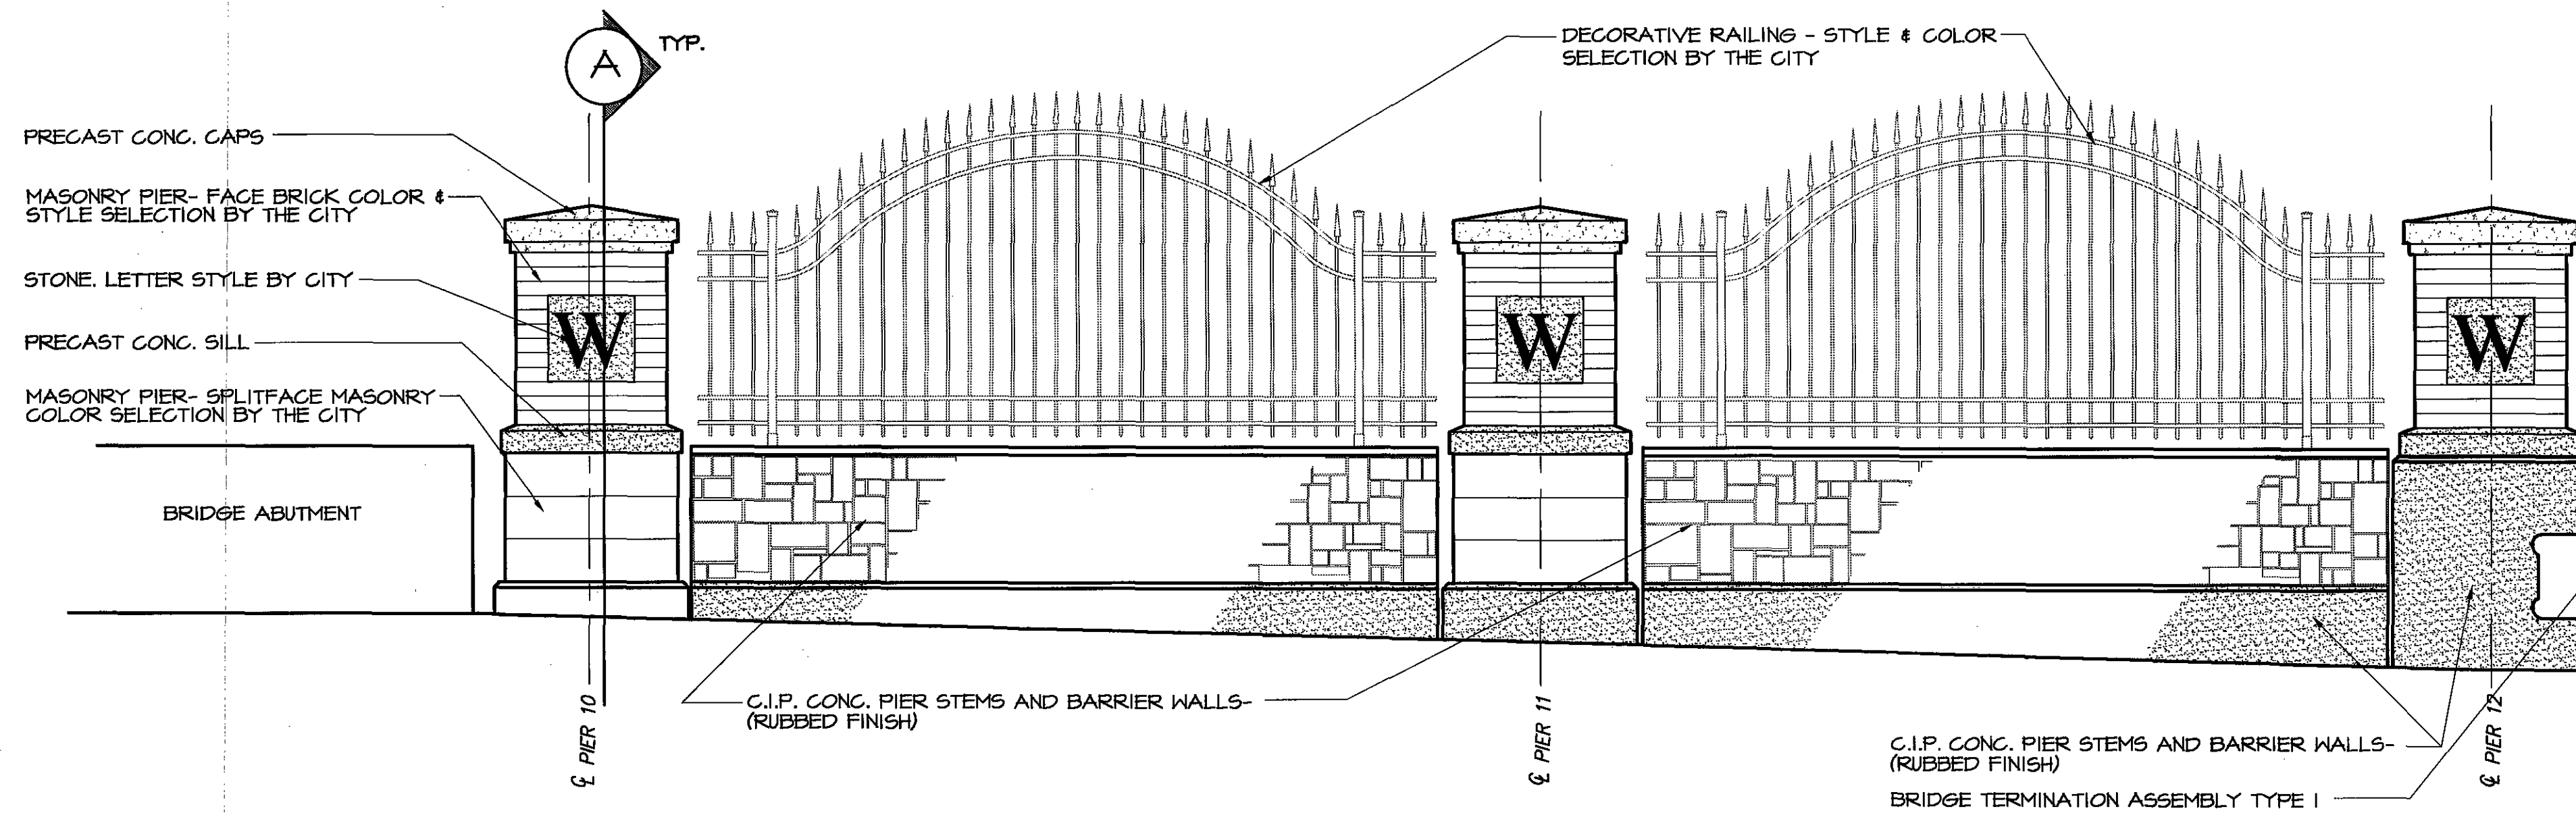 A
TYP.
DECORATIVE RAILING - STYLE & COLOR
SELECTION BY THE CITY
PRECAST CONC. CAPS
MASONRY PIER- FACE BRICK COLOR &
STYLE SELECTION BY THE CITY
STONE. LETTER STYLE BY CITY
PRECAST CONC. SILL
MASONRY PIER- SPLITFACE MASONRY
COLOR SELECTION BY THE CITY
W
W
W
BRIDGE ABUTMENT
C.I.P. CONC. PIER STEMS AND BARRIER WALLS-
(RUBBED FINISH)
℄ PIER 10
℄ PIER 11
℄ PIER 12
C.I.P. CONC. PIER STEMS AND BARRIER WALLS-
(RUBBED FINISH)
BRIDGE TERMINATION ASSEMBLY TYPE I